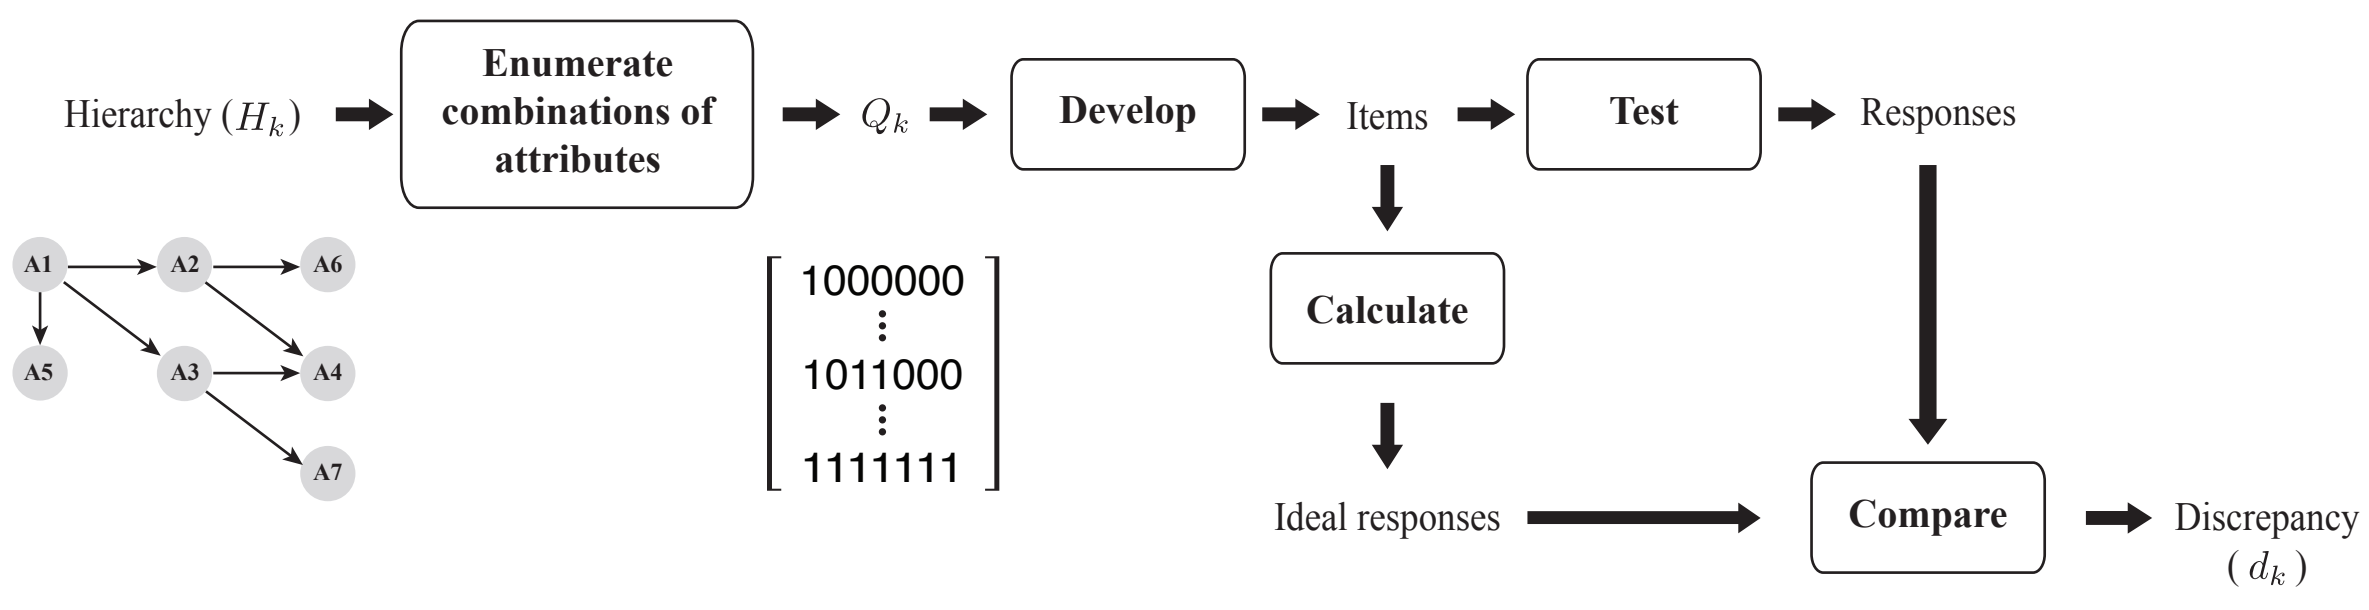 Hierarchy (H_k)
Enumerate
combinations of
attributes
Q_k
Develop
Items
Test
Responses
A1
A2
A6
A5
A3
A4
A7
1000000
⋮
1011000
⋮
1111111
Calculate
Ideal responses
Compare
Discrepancy
( d_k )